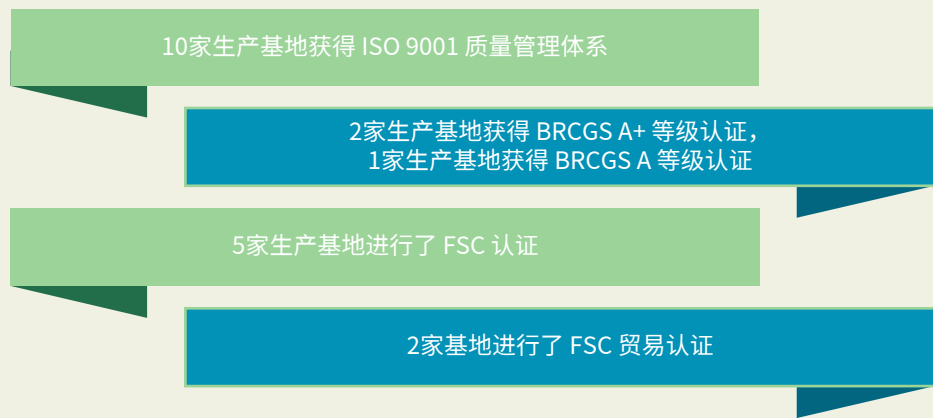 10家生产基地获得 ISO 9001 质量管理体系
2家生产基地获得 BRCGS A+ 等级认证，
1家生产基地获得 BRCGS A 等级认证
5家生产基地进行了 FSC 认证
2家基地进行了 FSC 贸易认证